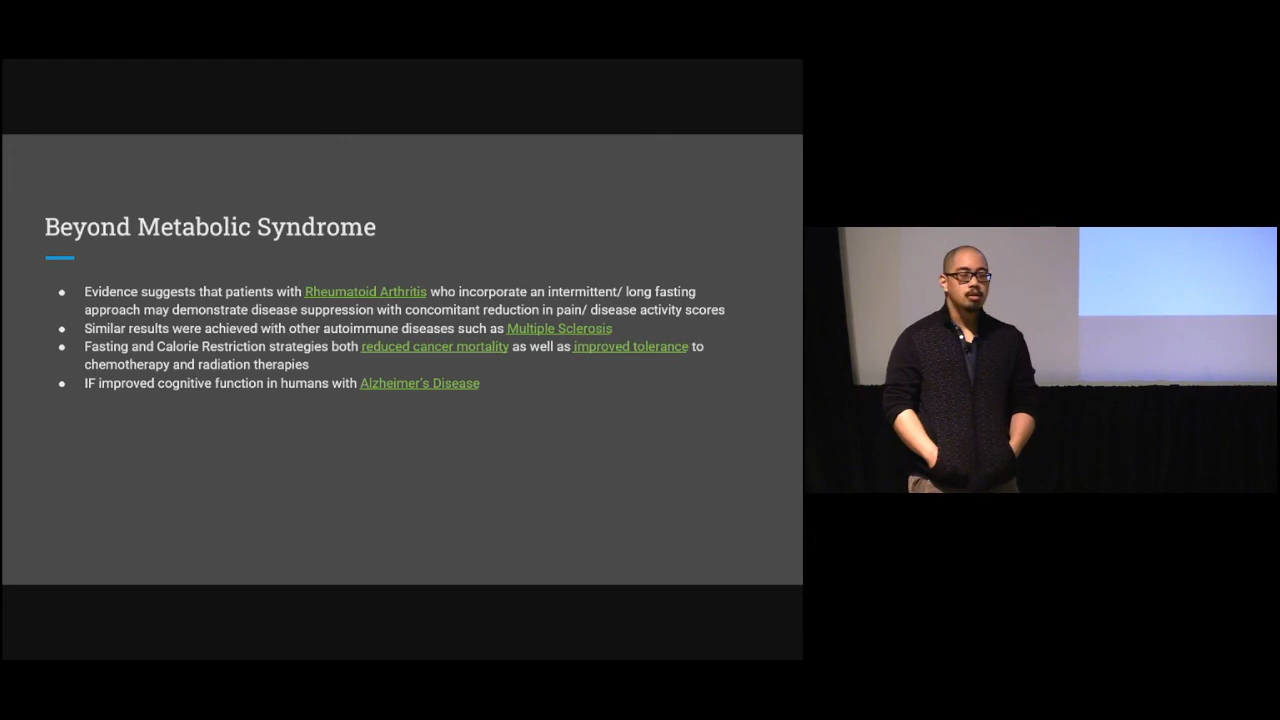 Beyond Metabolic Syndrome
● Evidence suggests that patients with Rheumatoid Arthritis who incorporate an intermittent/ long fasting
approach may demonstrate disease suppression with concomitant reduction in pain/ disease activity scores
● Similar results were achieved with other autoimmune diseases such as Multiple Sclerosis
● Fasting and Calorie Restriction strategies both reduced cancer mortality as well as improved tolerance to
chemotherapy and radiation therapies
● IF improved cognitive function in humans with Alzheimer's Disease